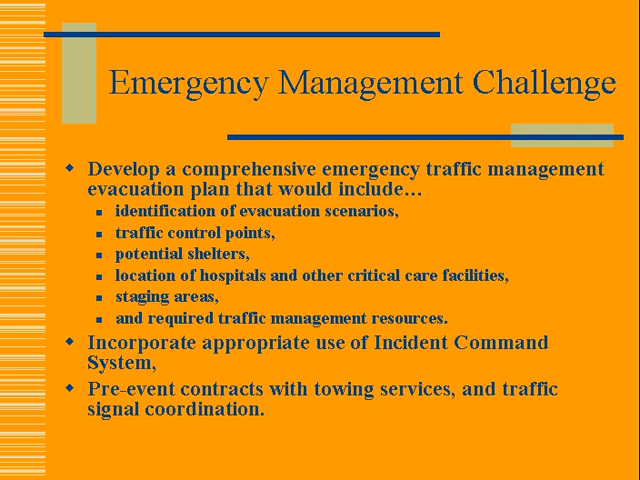 Emergency Management Challenge
Develop a comprehensive emergency traffic management
evacuation plan that would include…
identification of evacuation scenarios,
traffic control points,
potential shelters,
location of hospitals and other critical care facilities,
staging areas,
and required traffic management resources.
Incorporate appropriate use of Incident Command
System,
Pre-event contracts with towing services, and traffic
signal coordination.